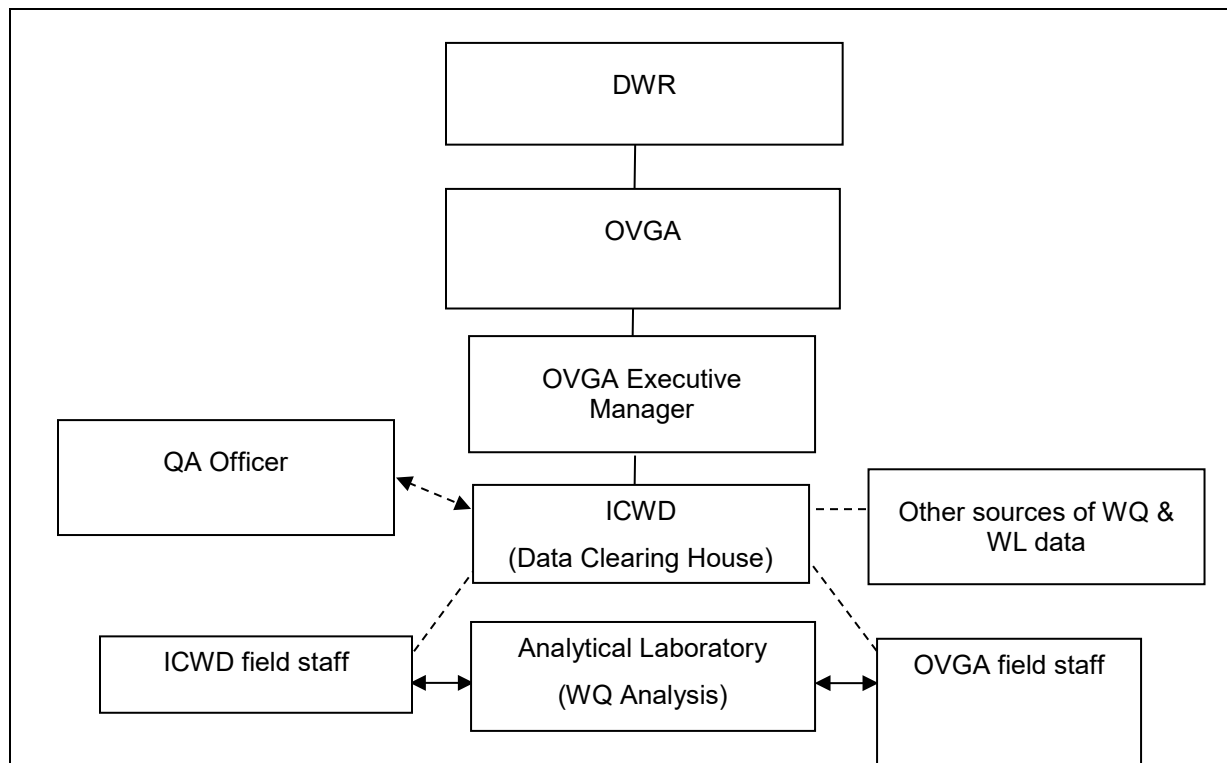 DWR
OVGA
OVGA Executive
Manager
QA Officer
ICWD
(Data Clearing House)
Other sources of WQ &
WL data
ICWD field staff
Analytical Laboratory
(WQ Analysis)
OVGA field staff